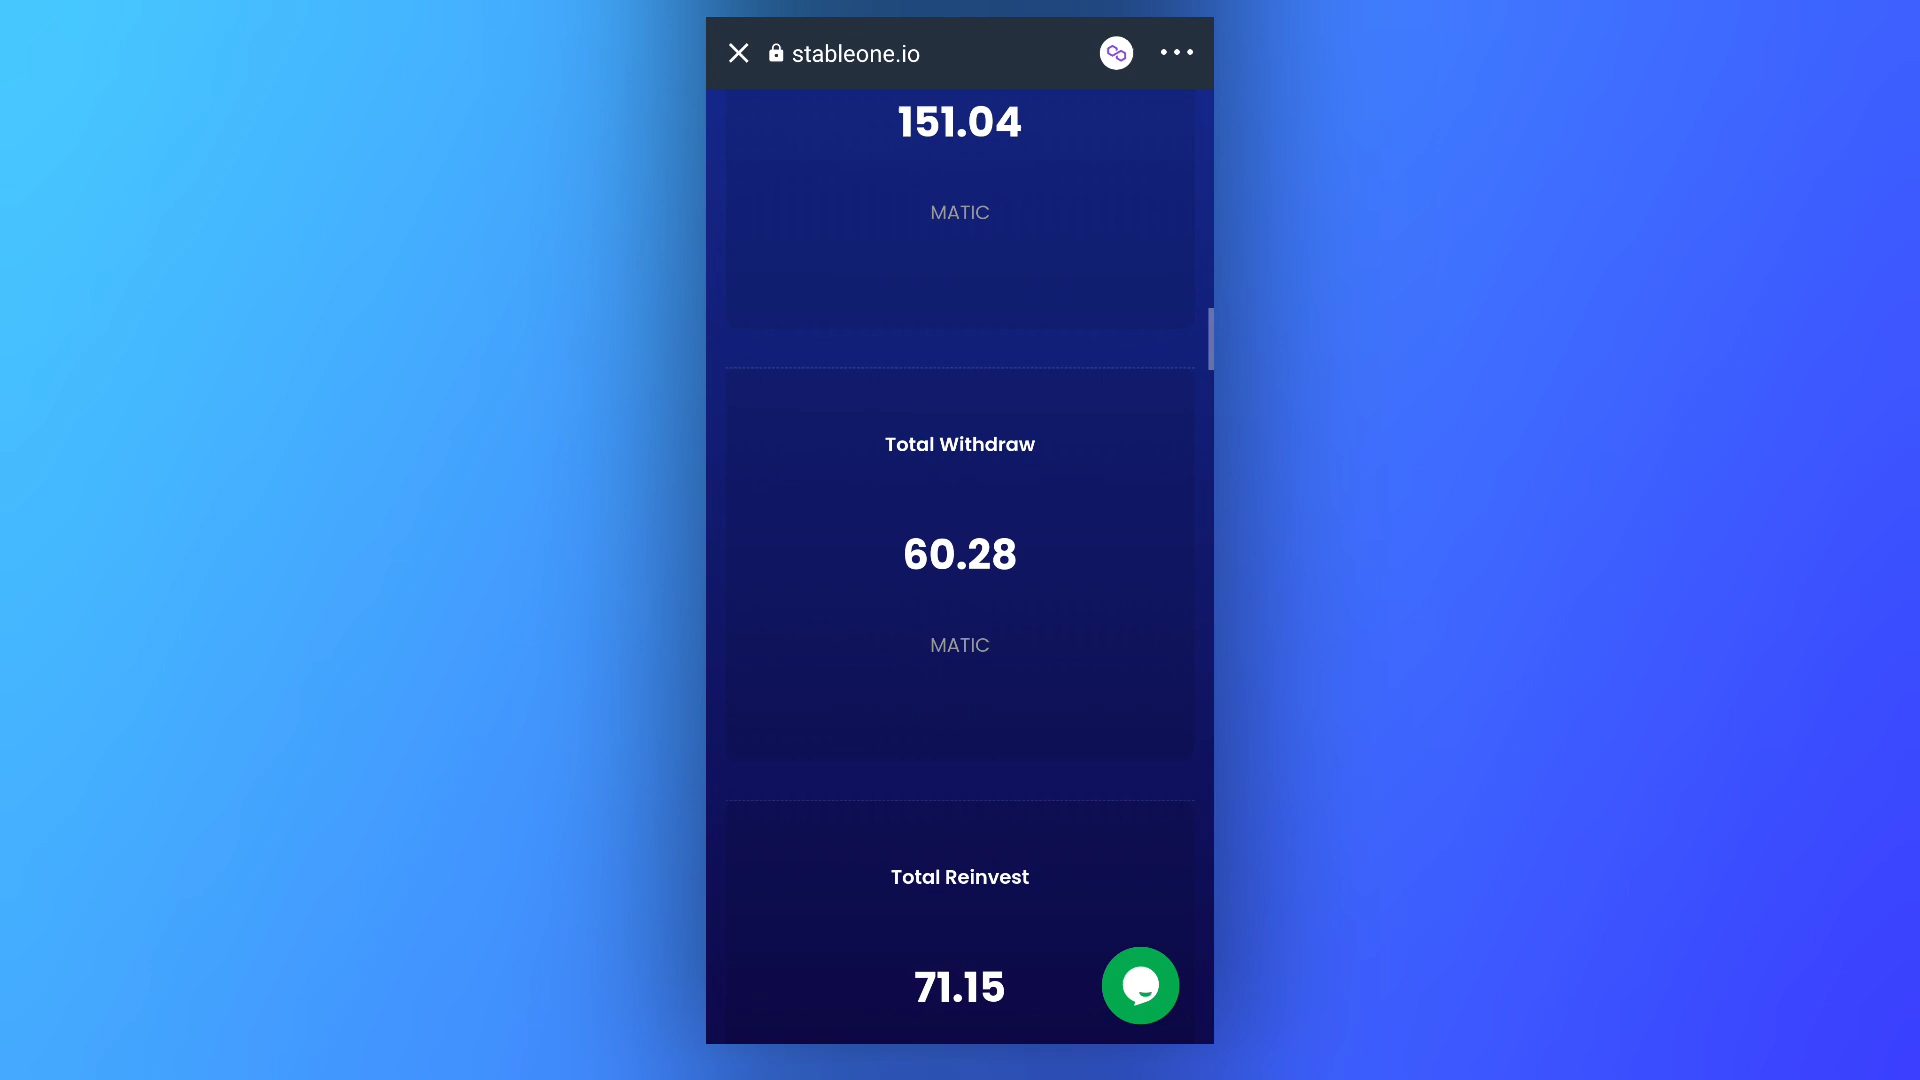 stableone.io
151.04
MATIC
Total Withdraw
60.28
MATIC
Total Reinvest
71.15